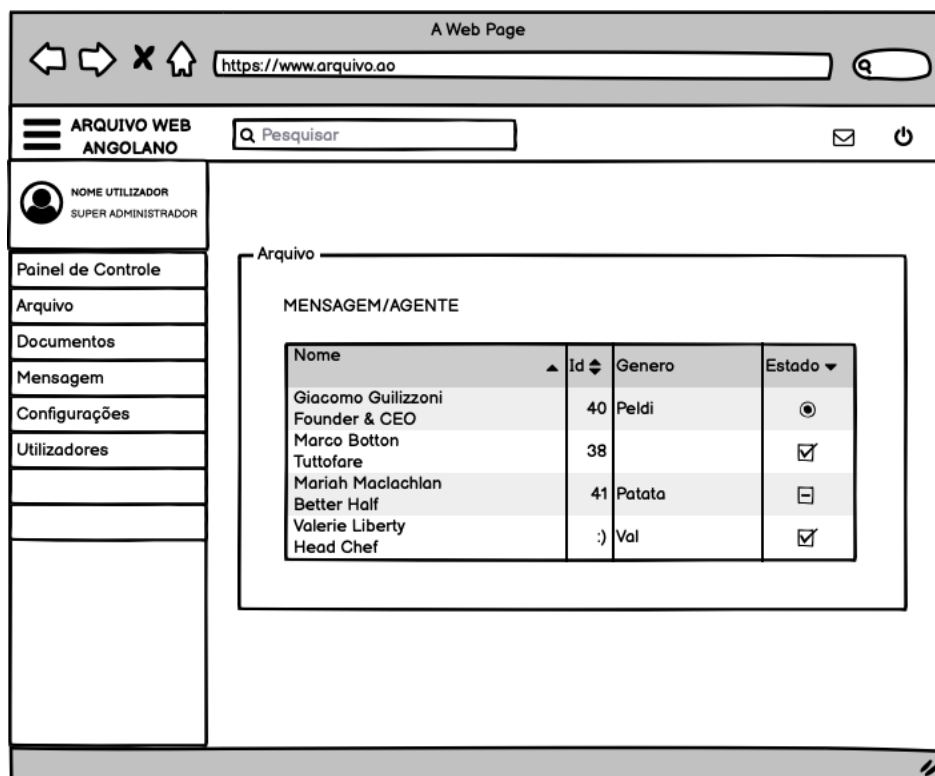 A Web Page
https://www.arquivo.ao
ARQUIVO WEB
ANGOLANO
Pesquisar
NOME UTILIZADOR
SUPER ADMINISTRADOR
Painel de Controle
Arquivo
Documentos
Mensagem
Configurações
Utilizadores
Arquivo
MENSAGEM/AGENTE
Nome Id Genero Estado
Giacomo Guilizzoni
Founder & CEO 40 Peldi
Marco Botton
Tuttofare 38
Mariah Maclachlan
Better Half 41 Patata
Valerie Liberty
Head Chef :) Val